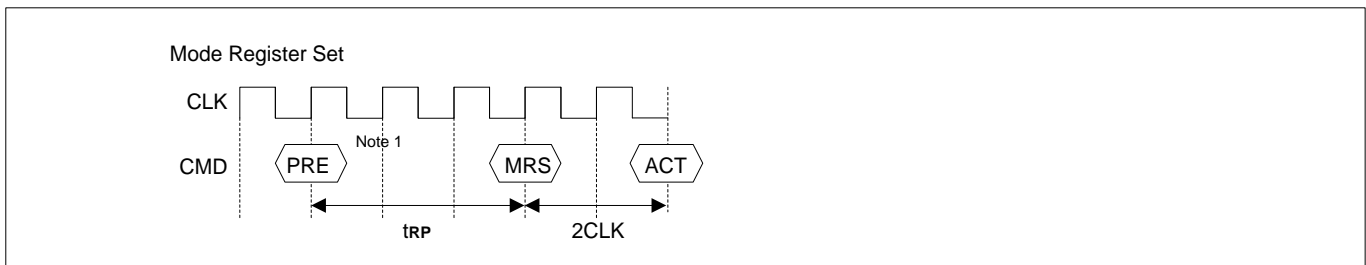 Mode Register Set
CLK
Note 1
CMD PRE MRS ACT
tRP 2CLK